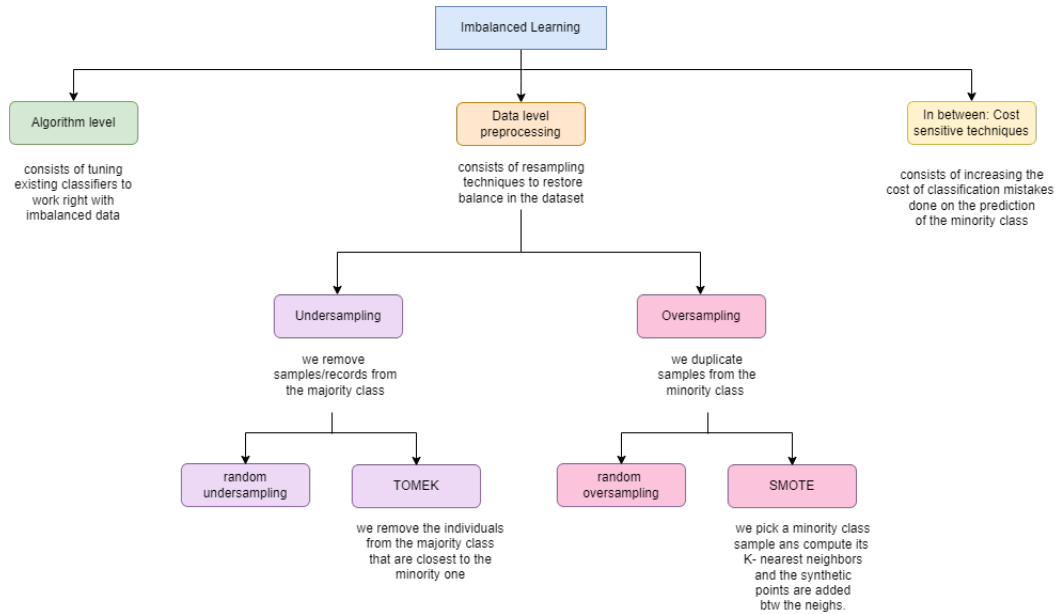 Imbalanced Learning
Algorithm level
Data level
preprocessing
In between: Cost
sensitive techniques
consists of tuning
existing classifiers to
work right with
imbalanced data
consists of resampling
techniques to restore
balance in the dataset
consists of increasing the
cost of classification mistakes
done on the prediction
of the minority class
Undersampling
Oversampling
we remove
samples/records from
the majority class
we duplicate
samples from the
minority class
random
undersampling
TOMEK
random
oversampling
SMOTE
we remove the individuals
from the majority class
that are closest to the
minority one
we pick a minority class
sample ans compute its
K- nearest neighbors
and the synthetic
points are added
btw the neighs.